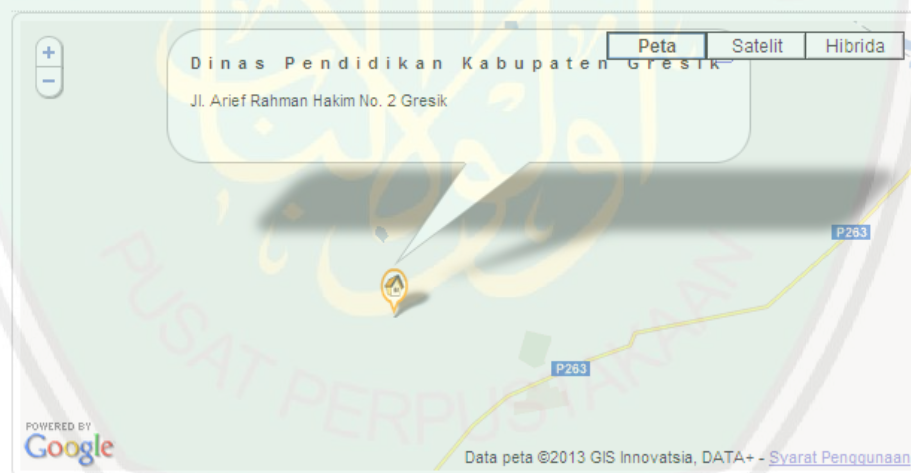 +
Peta Satelit Hibrida
−
Dinas Pendidikan Kabupaten Gresik
Jl. Arief Rahman Hakim No. 2 Gresik
P263
P263
PUSAT PERPUSTAKAAN
POWERED BY
Google
Data peta ©2013 GIS Innovatsia, DATA+ - Syarat Penggunaan